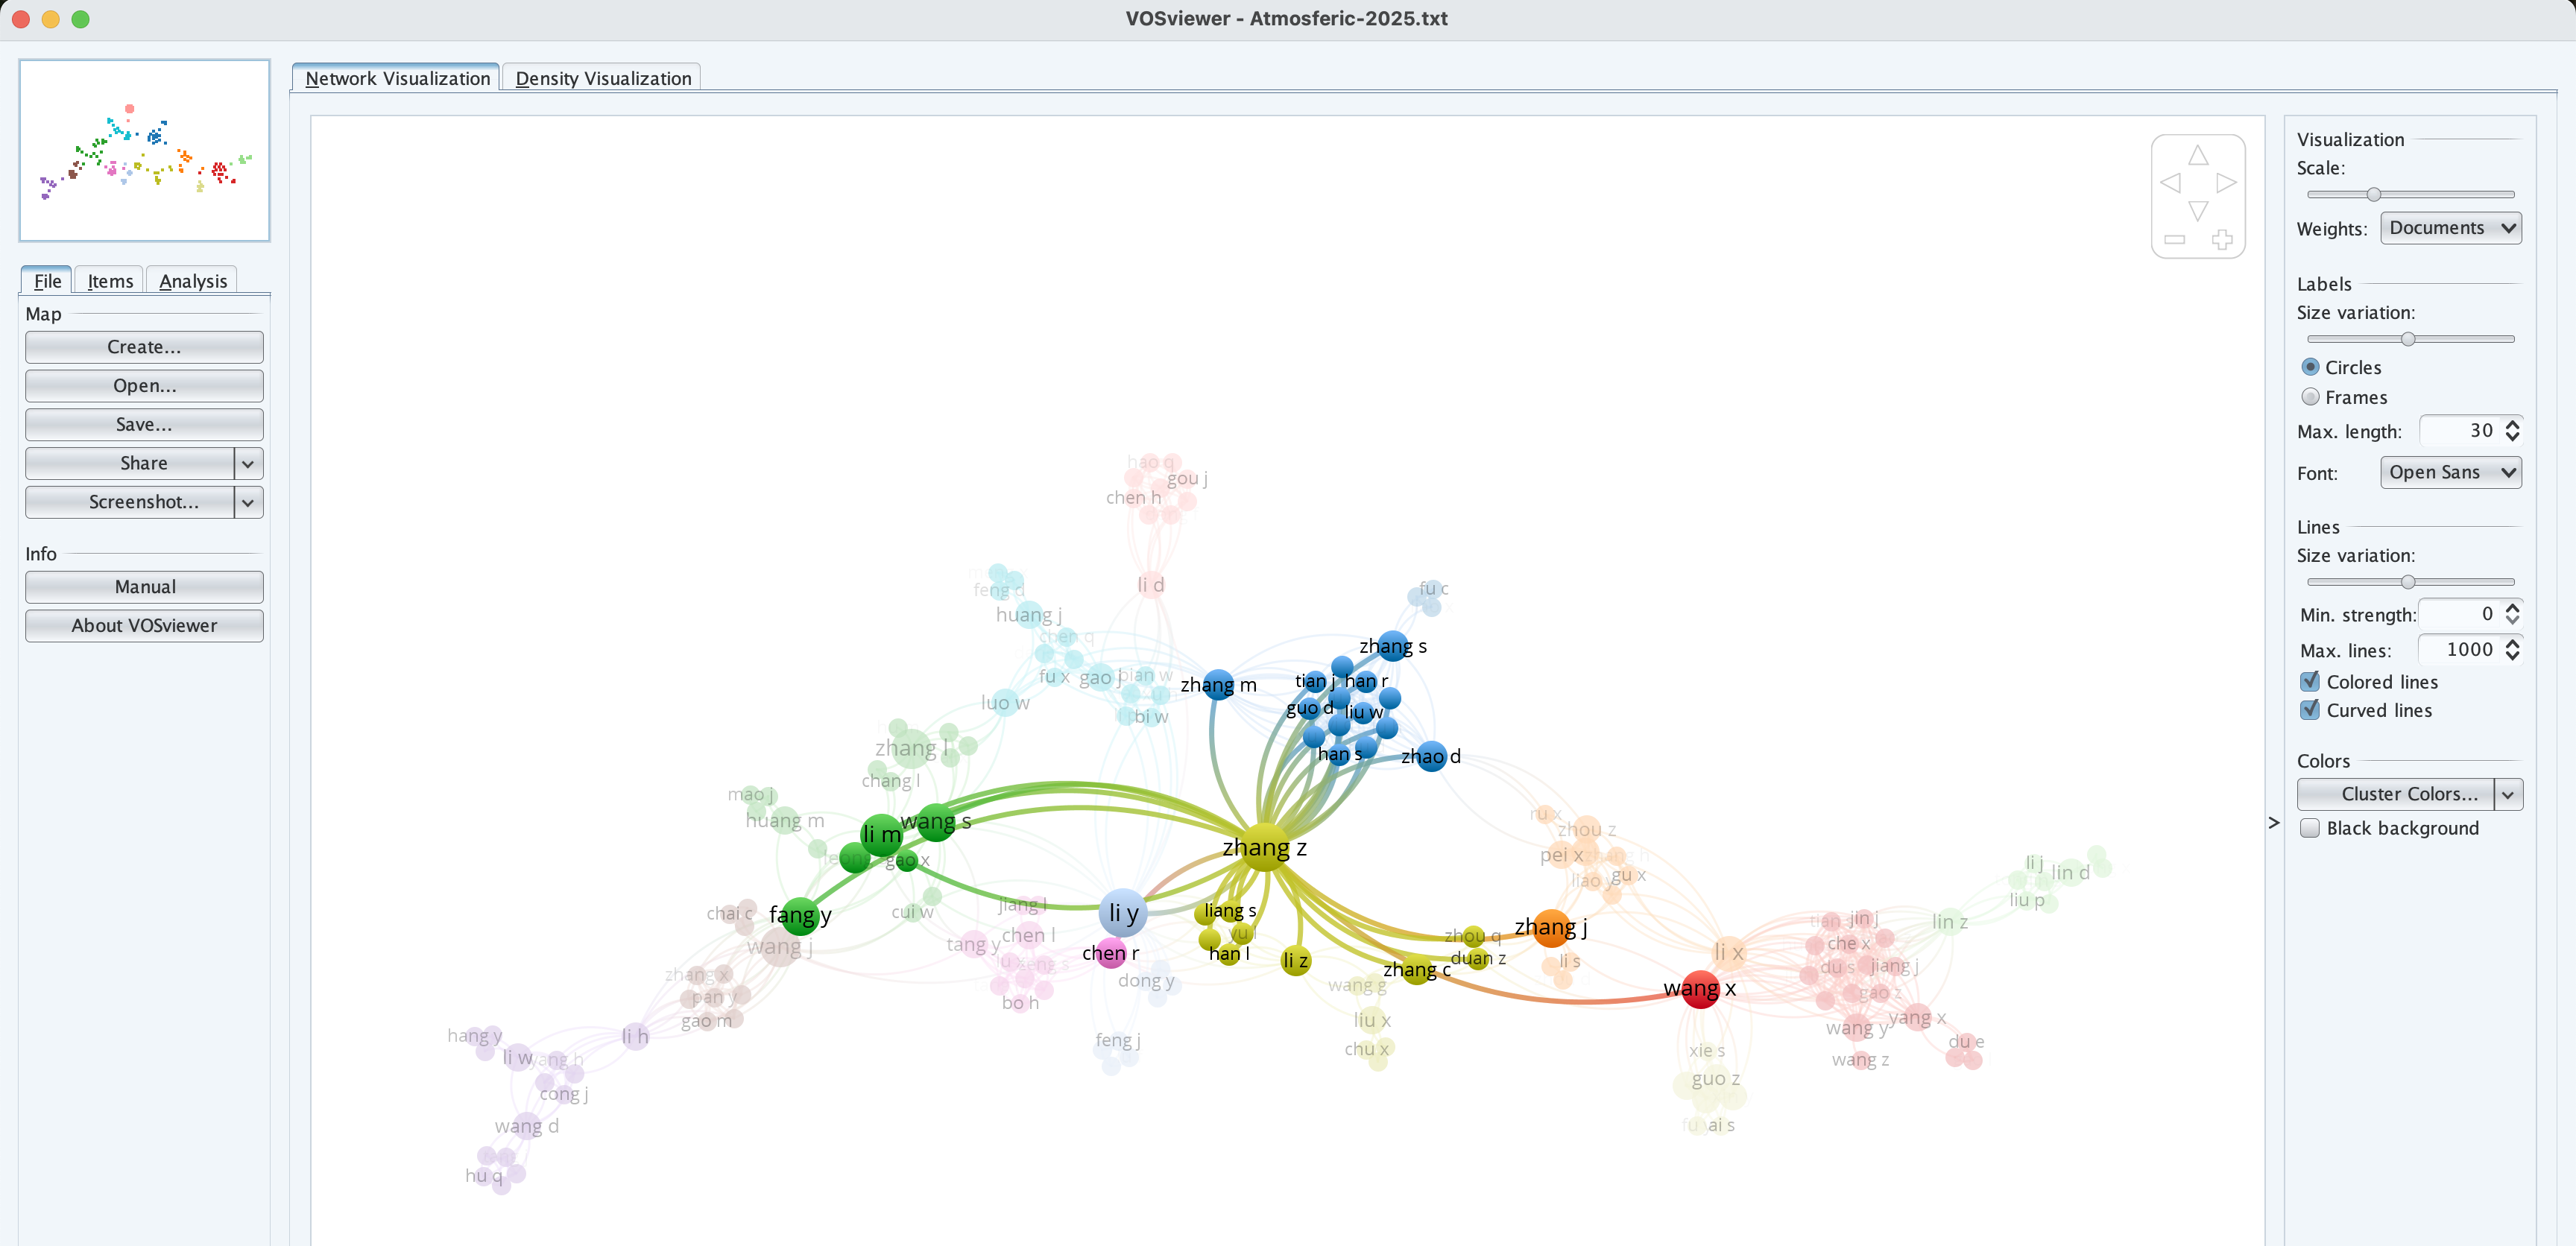 VOSviewer - Atmosferic-2025.txt
Network Visualization
Density Visualization
File
Items
Analysis
Map
Create...
Open...
Save...
Share
Screenshot...
Info
Manual
About VOSviewer
hao q
gou j
chen h
li d
feng d
huang j
chen q
fu x
gao j
bian w
bi w
luo w
fu c
zhang s
zhang m
tian j
han r
guo d
liu w
han s
zhao d
zhang l
chang l
mao j
huang m
li m
wang s
gao x
zhang z
ru x
zhou z
pei x
liao y
gu x
chai c
fang y
wang j
cui w
jiang l
tang y
chen l
li y
chen r
liang s
yu l
han l
li z
zhou q
duan z
zhang c
zhang j
li s
li x
wang x
lin z
li j
lin d
liu p
jin j
che x
du s
jiang j
gao z
wang y
yang x
wang z
du e
zhang x
pan y
gao m
bo h
dong y
feng j
wang g
liu x
chu x
xie s
guo z
ai s
hang y
li h
li w
cong j
wang d
hu q
>
Visualization
Scale:
Weights: Documents
Labels
Size variation:
Circles
Frames
Max. length: 30
Font: Open Sans
Lines
Size variation:
Min. strength: 0
Max. lines: 1000
Colored lines
Curved lines
Colors
Cluster Colors...
Black background